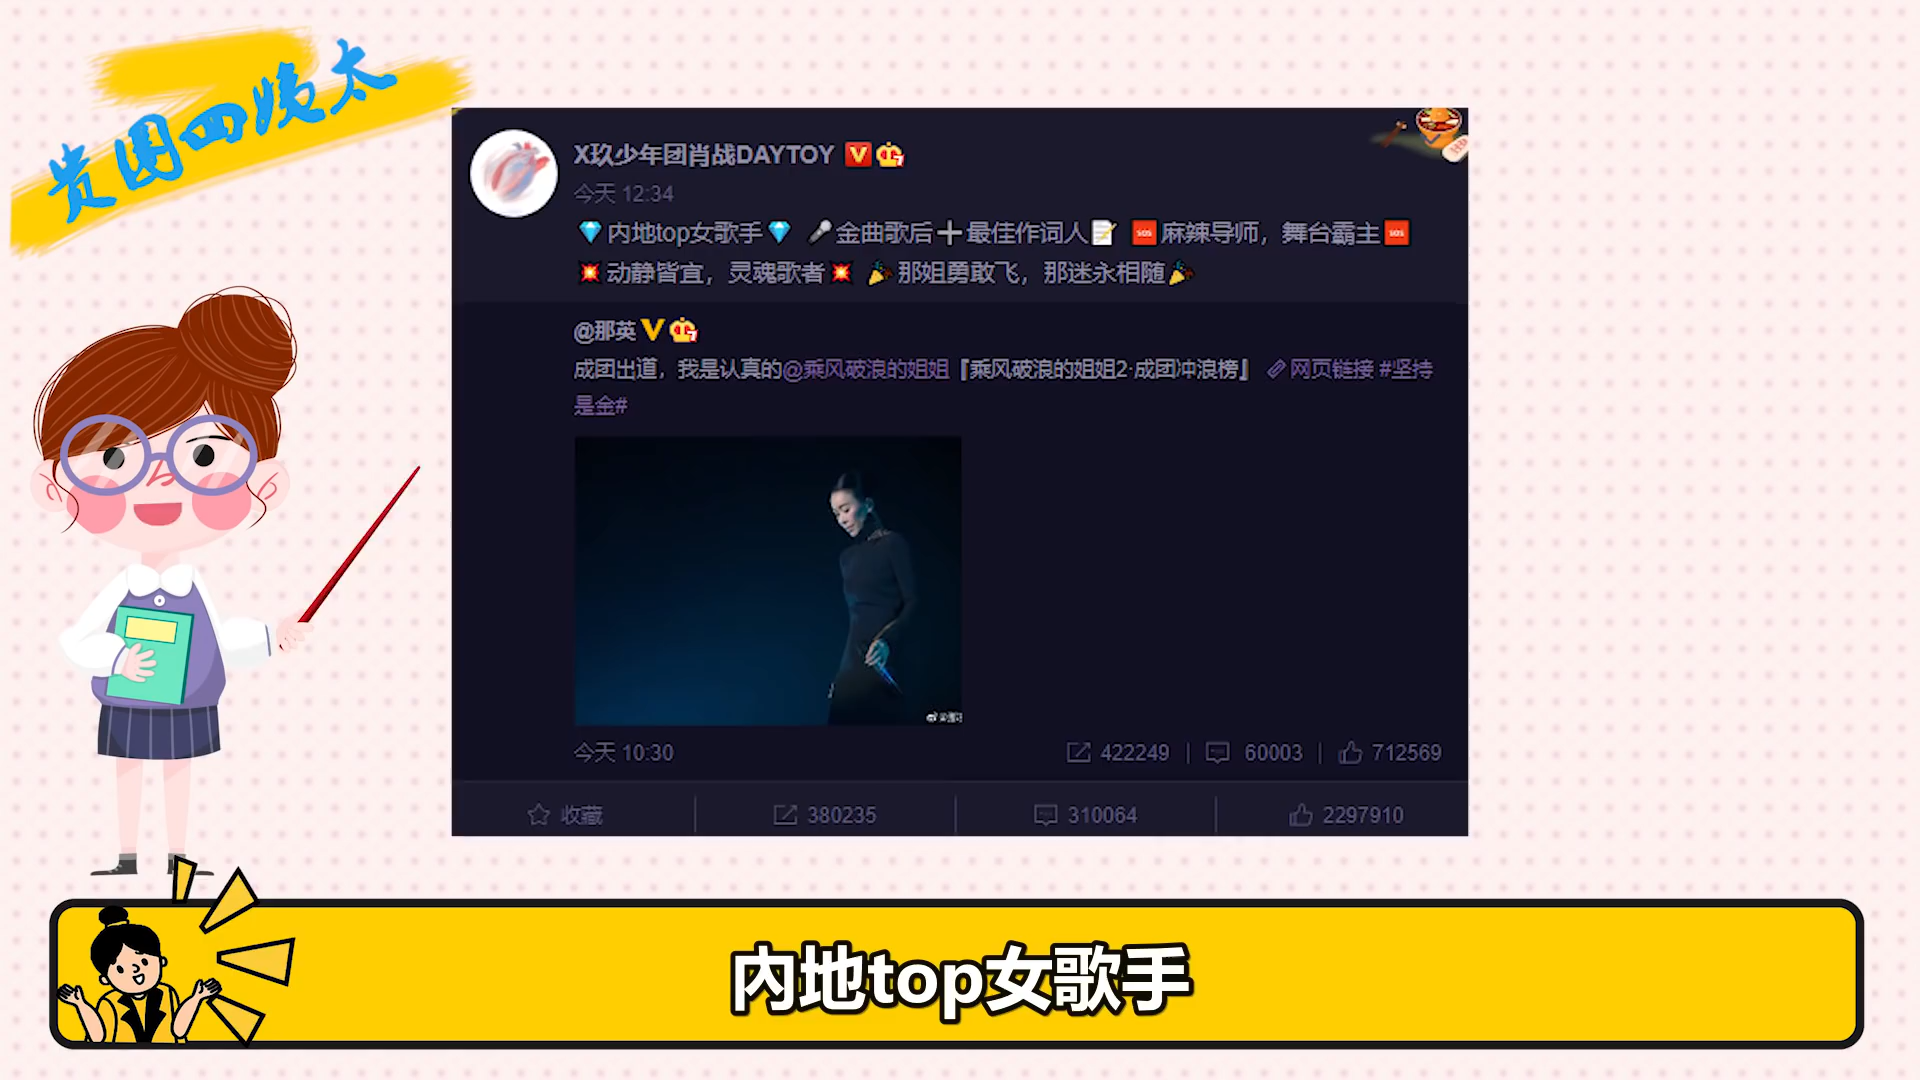 贵圈四姨太
X玖少年团肖战DAYTOY
今天 12:34
💎内地top女歌手💎 🎤金曲歌后➕最佳作词人📝 🆘麻辣导师，舞台霸主🆘
💥动静皆宜，灵魂歌者💥 🎉那姐勇敢飞，那迷永相随🎉
@那英
成团出道，我是认真的@乘风破浪的姐姐『乘风破浪的姐姐2·成团冲浪榜』 网页链接 #坚持
是金#
今天 10:30
422249 | 60003 | 712569
收藏 380235 310064 2297910
内地top女歌手